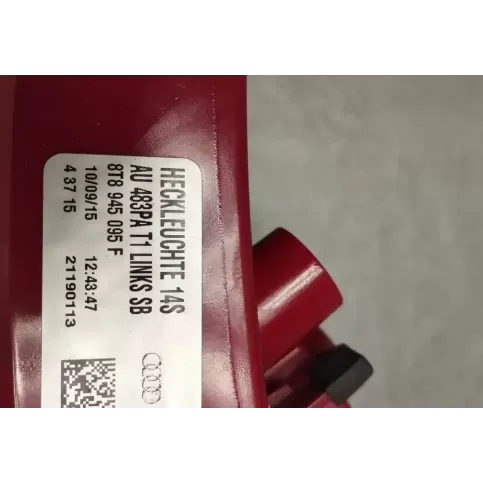 HECKLEUCHTE 14S
AU 483PA T1 LINKS SB
8T8 945 095 F
10/09/15 12:43:47
4 37 15 21190113